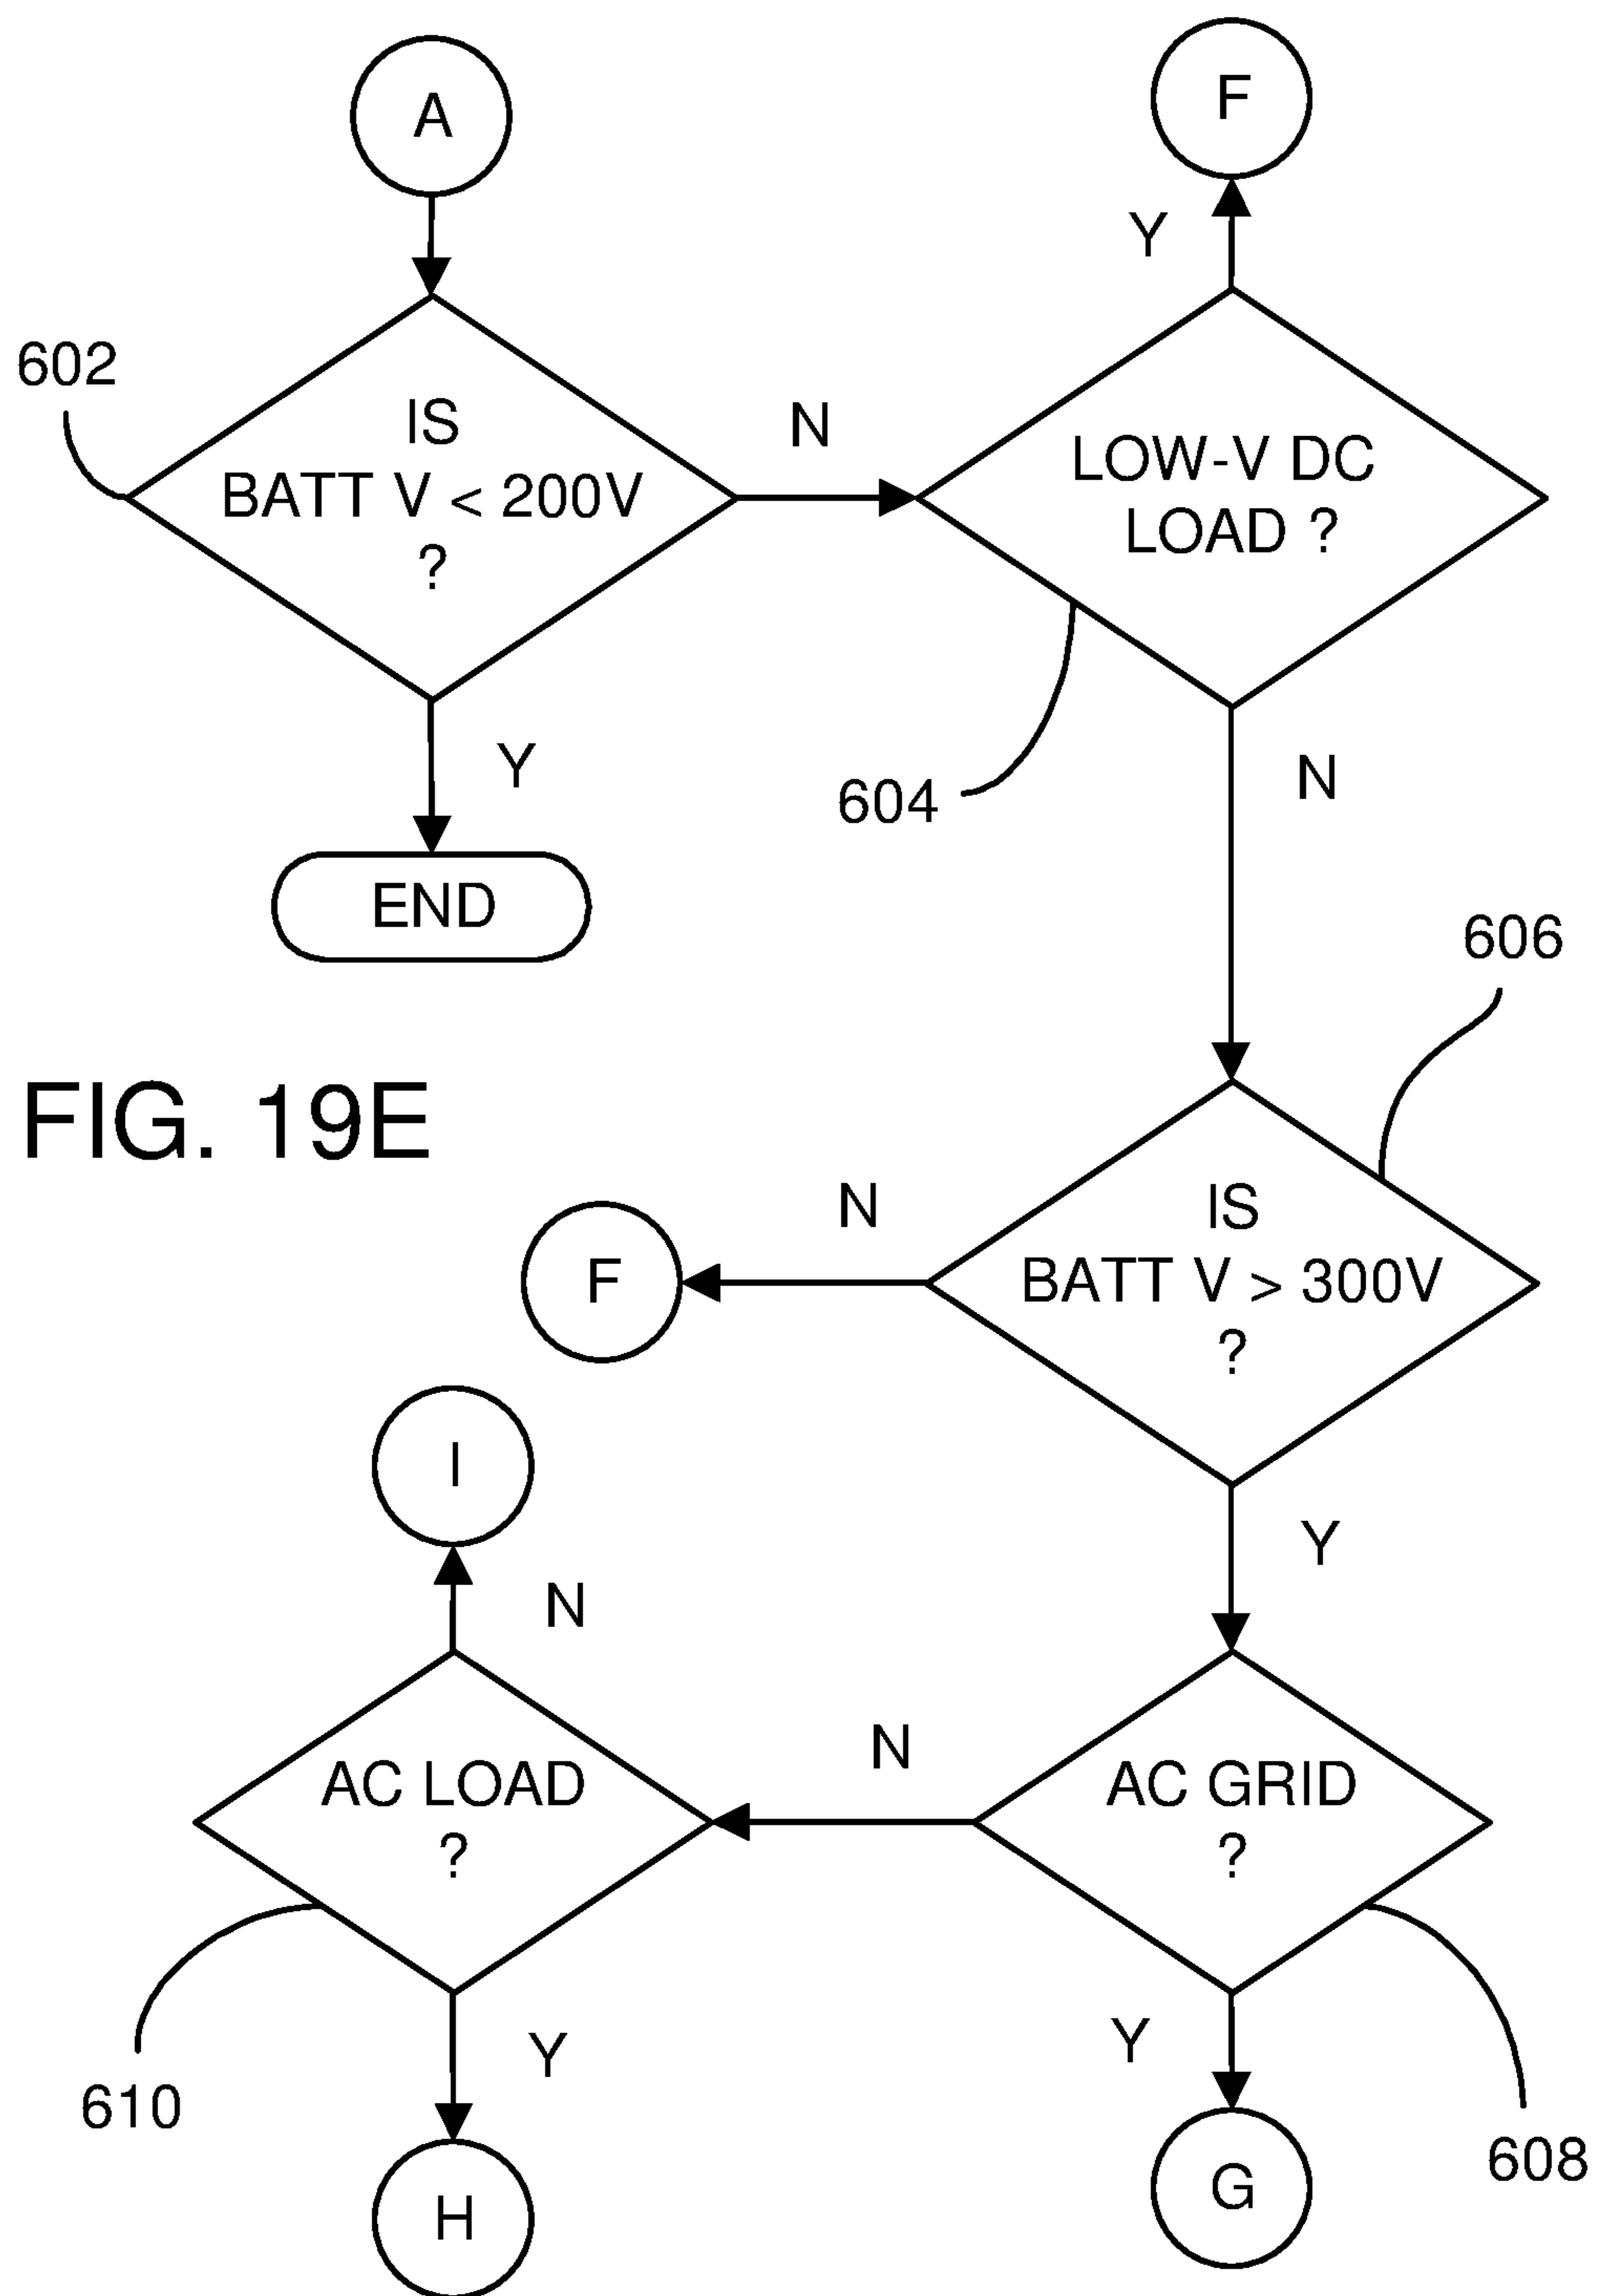 A
F
Y
602
IS
BATT V < 200V
?
N
LOW-V DC
LOAD ?
Y
604
N
END
606
FIG. 19E
IS
BATT V > 300V
?
N
F
I
Y
N
AC LOAD
?
N
AC GRID
?
Y
Y
610
608
H
G